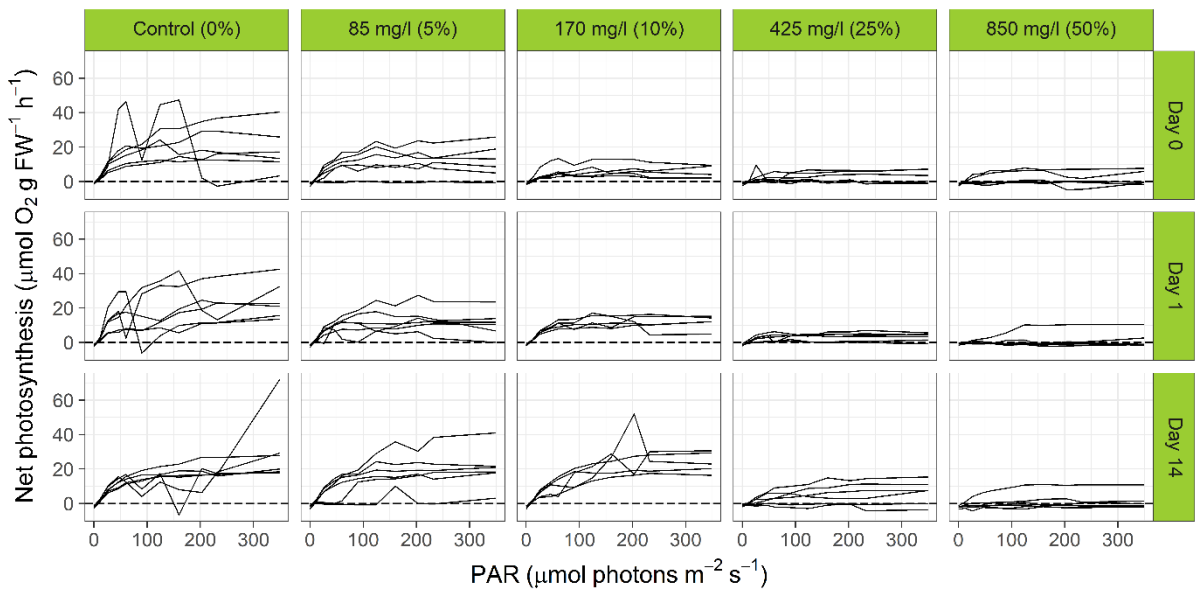 Control (0%) 85 mg/l (5%) 170 mg/l (10%) 425 mg/l (25%) 850 mg/l (50%)
Net photosynthesis (μmol O₂ g FW⁻¹ h⁻¹)
60
40
20
0
Day 0
60
40
20
0
Day 1
60
40
20
0
Day 14
0 100 200 300 0 100 200 300 0 100 200 300 0 100 200 300 0 100 200 300
PAR (μmol photons m⁻² s⁻¹)